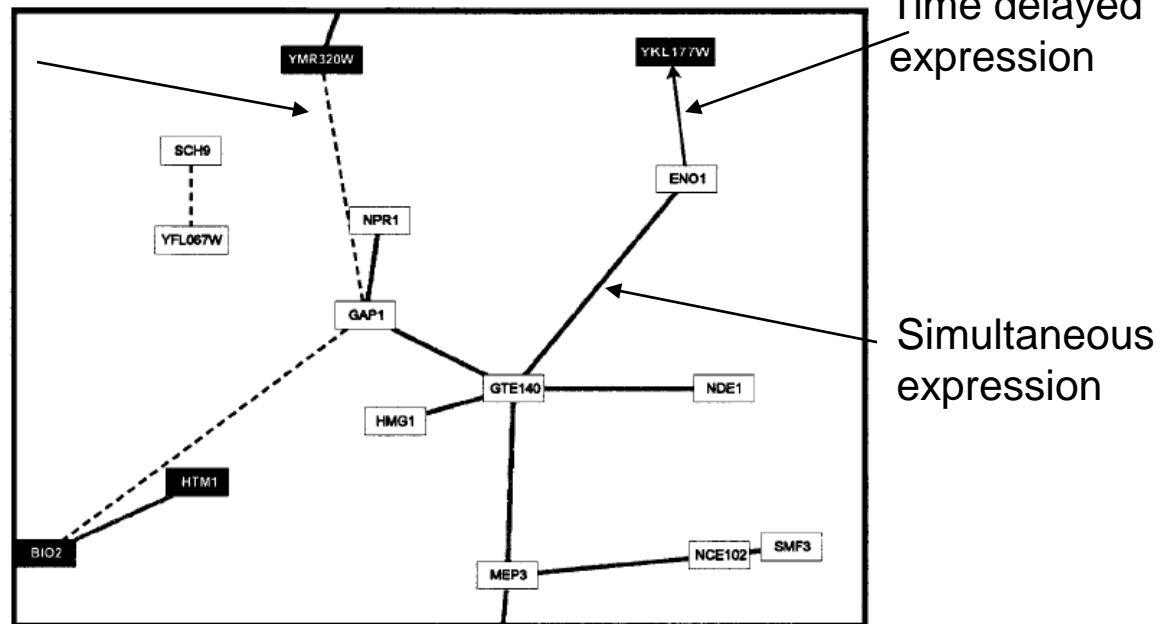 Time delayed
expression
YMR320W
YKL177W
SCH9
ENO1
NPR1
YFL067W
GAP1
Simultaneous
expression
GTE140
NDE1
HMG1
HTM1
BIO2
NCE102
SMF3
MEP3